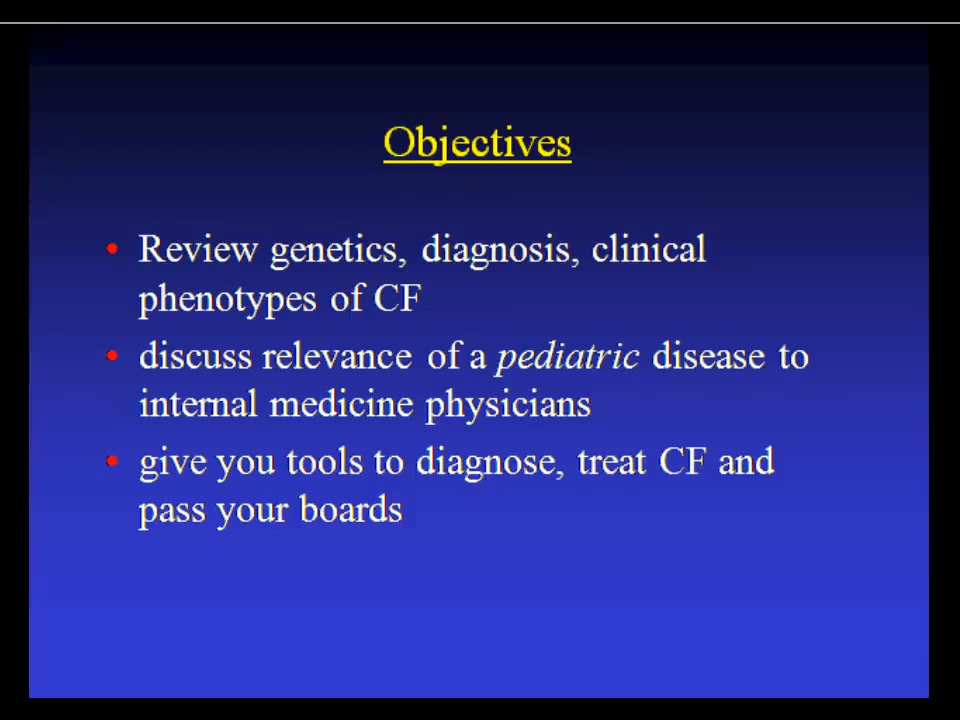 Objectives
• Review genetics, diagnosis, clinical
phenotypes of CF
• discuss relevance of a pediatric disease to
internal medicine physicians
• give you tools to diagnose, treat CF and
pass your boards